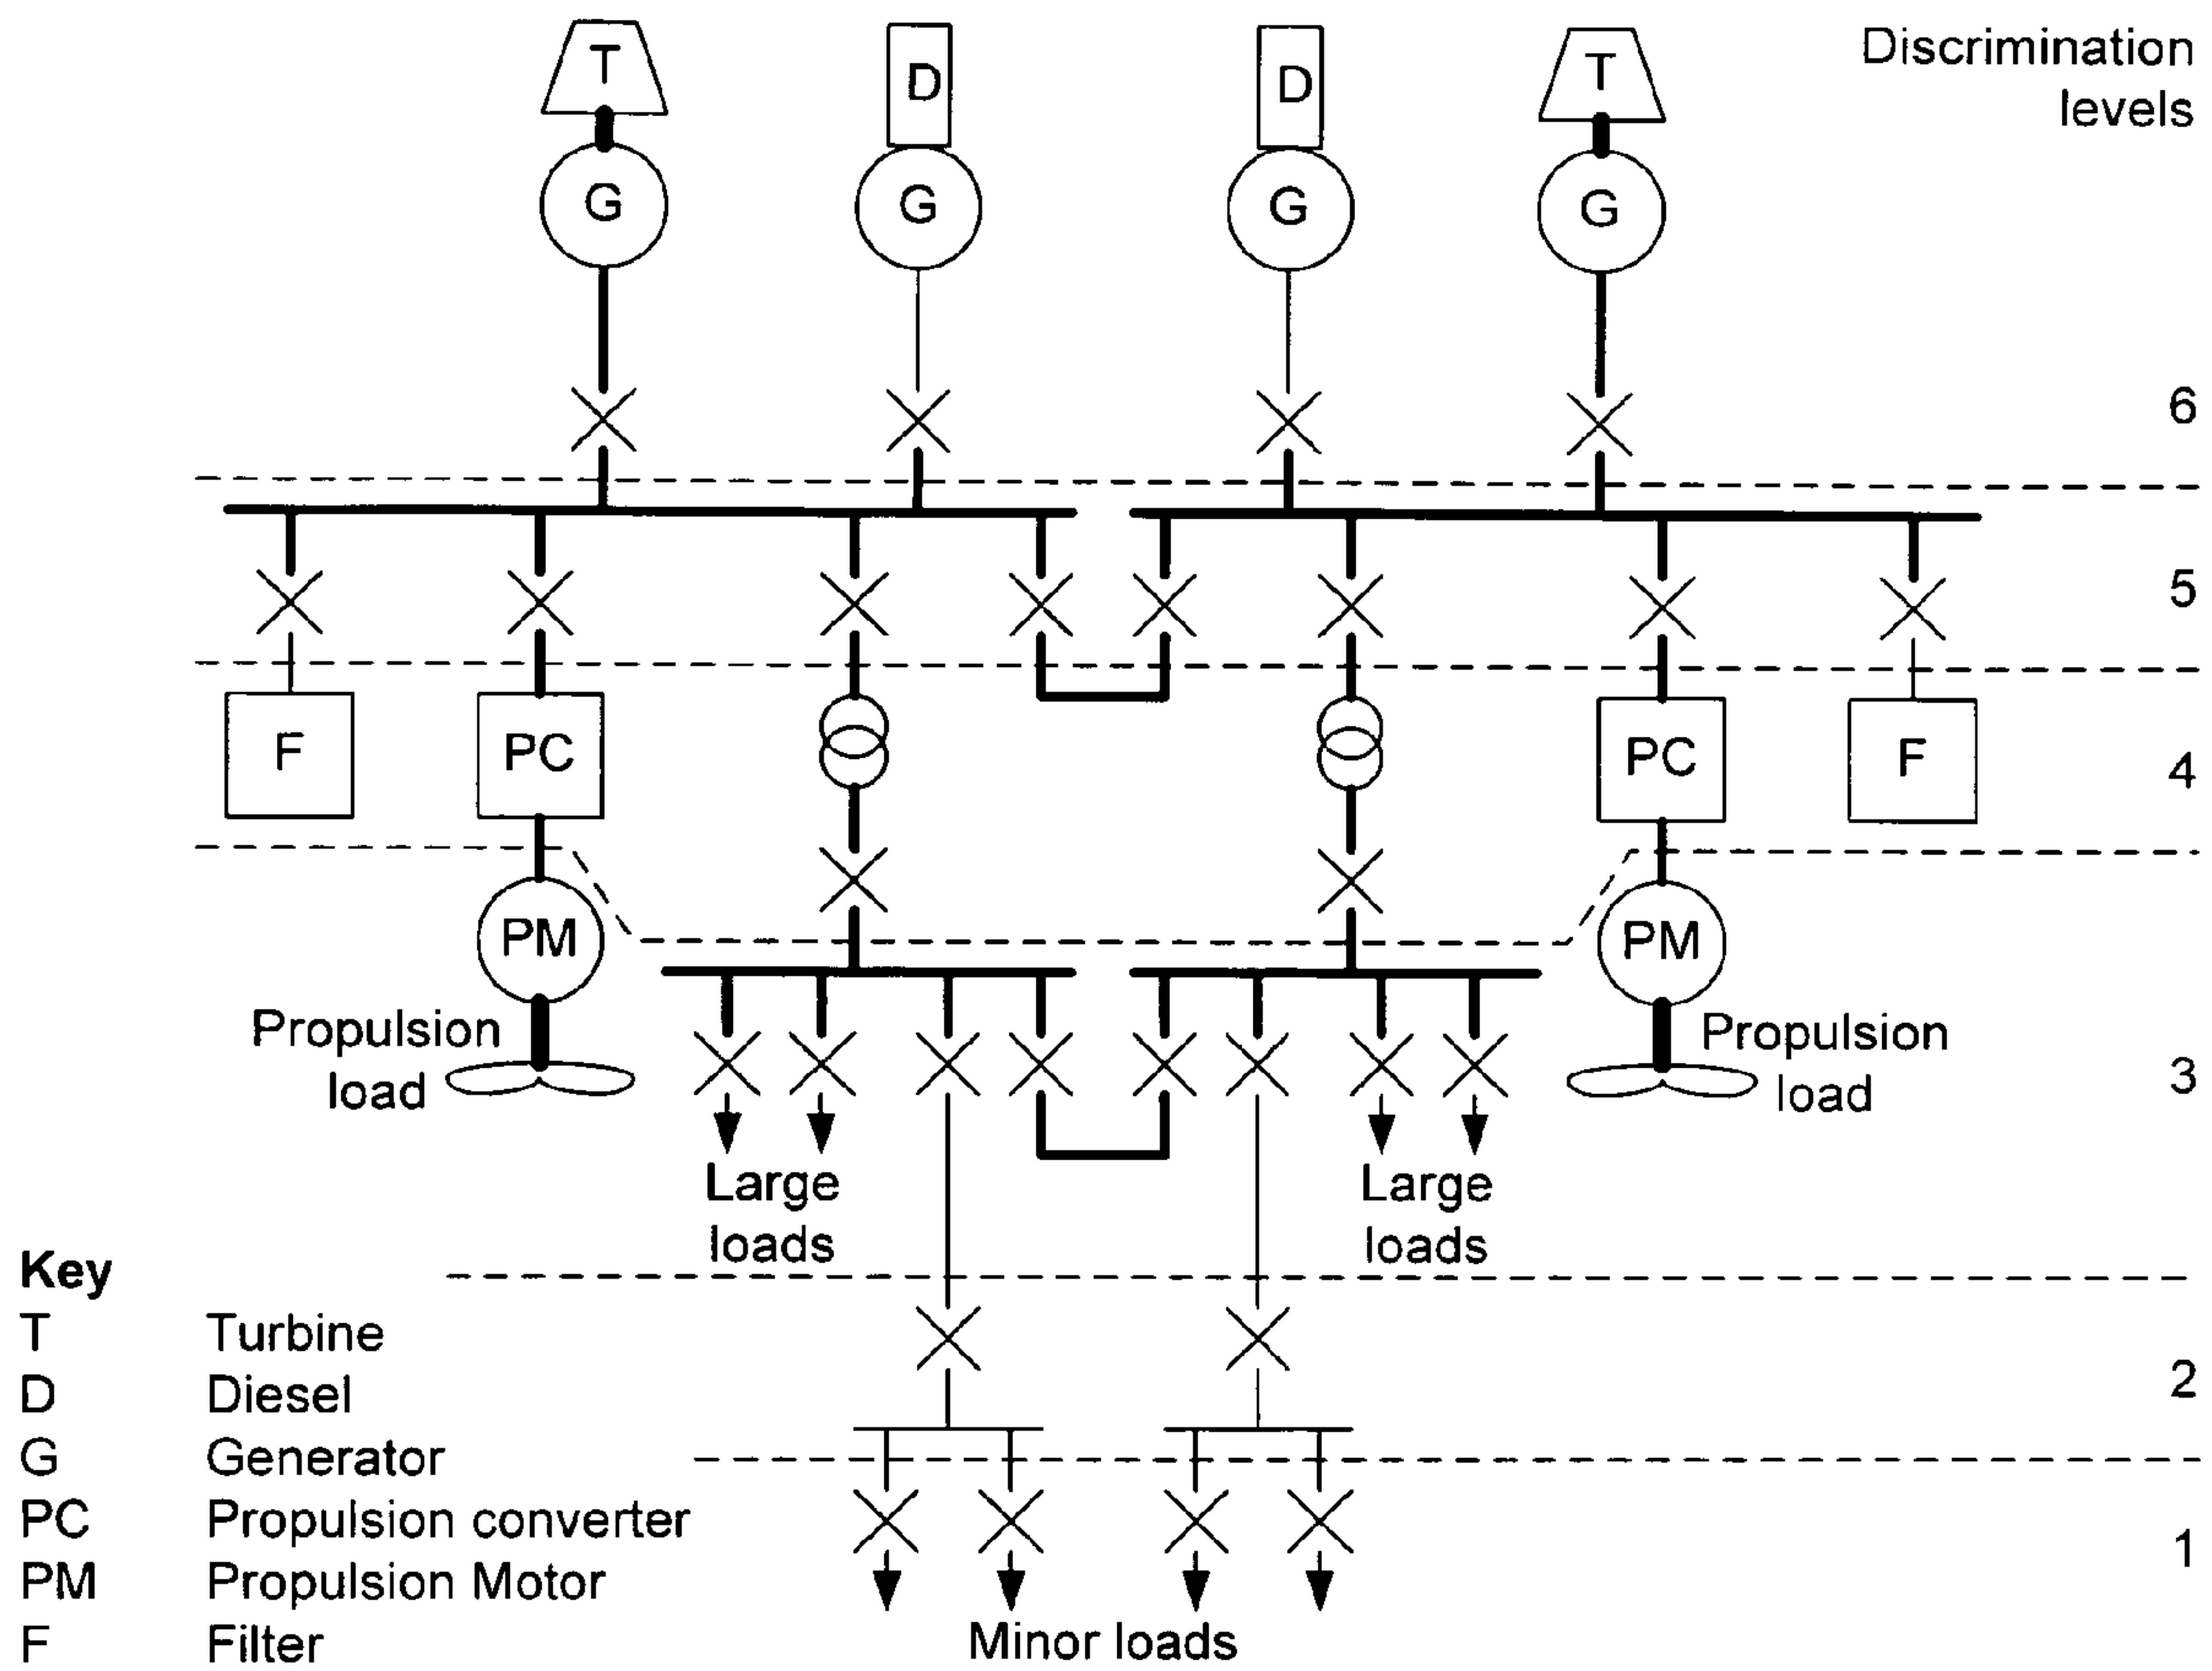 T
D
D
T
Discrimination
levels
G
G
G
G
6
5
F
PC
PC
F
4
PM
PM
Propulsion
load
Propulsion
load
3
Large
loads
Large
loads
Key
T Turbine
D Diesel
2
G Generator
PC Propulsion converter
1
PM Propulsion Motor
F Filter
Minor loads